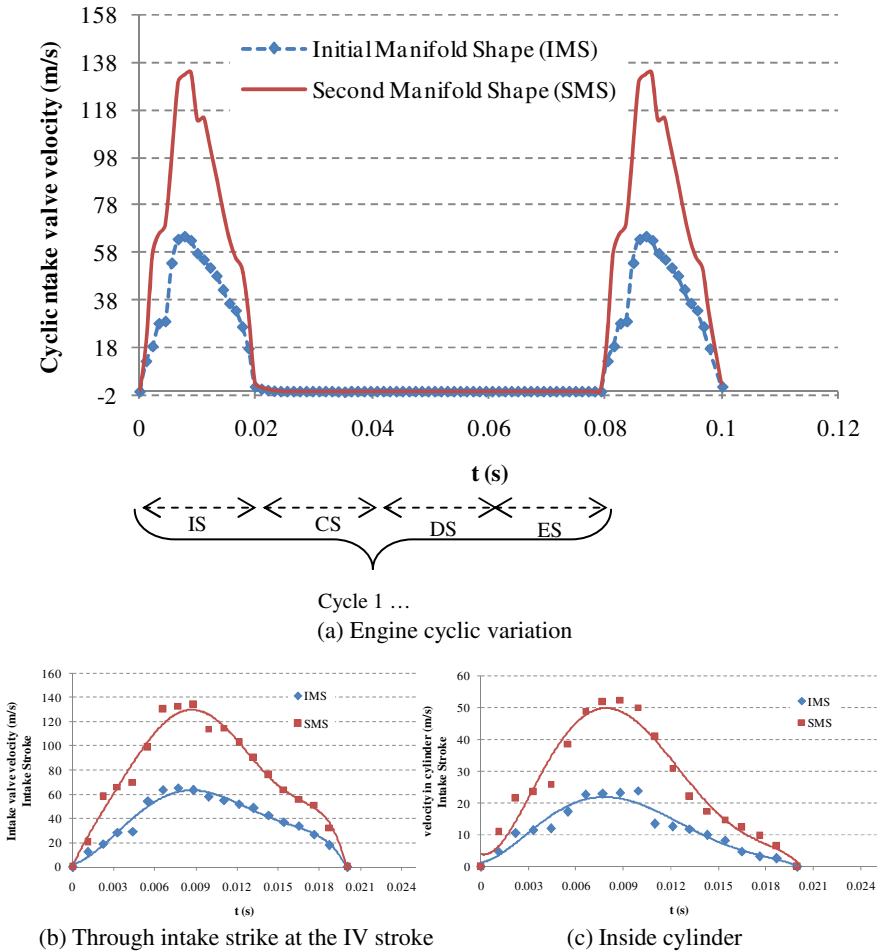 158
138
118
98
78
58
38
18
-2
Cyclic ntake valve velocity (m/s)
Initial Manifold Shape (IMS)
Second Manifold Shape (SMS)
0
0.02
0.04
0.06
0.08
0.1
0.12
t (s)
IS
CS
DS
ES
Cycle 1 …
(a) Engine cyclic variation
160
140
120
100
80
60
40
20
0
Intake valve velocity (m/s)
Intake Stroke
IMS
SMS
0
0.003
0.006
0.009
0.012
0.015
0.018
0.021
0.024
t (s)
(b) Through intake strike at the IV stroke
60
50
40
30
20
10
0
velocity in cylinder (m/s)
Intake Stroke
IMS
SMS
0
0.003
0.006
0.009
0.012
0.015
0.018
0.021
0.024
t (s)
(c) Inside cylinder